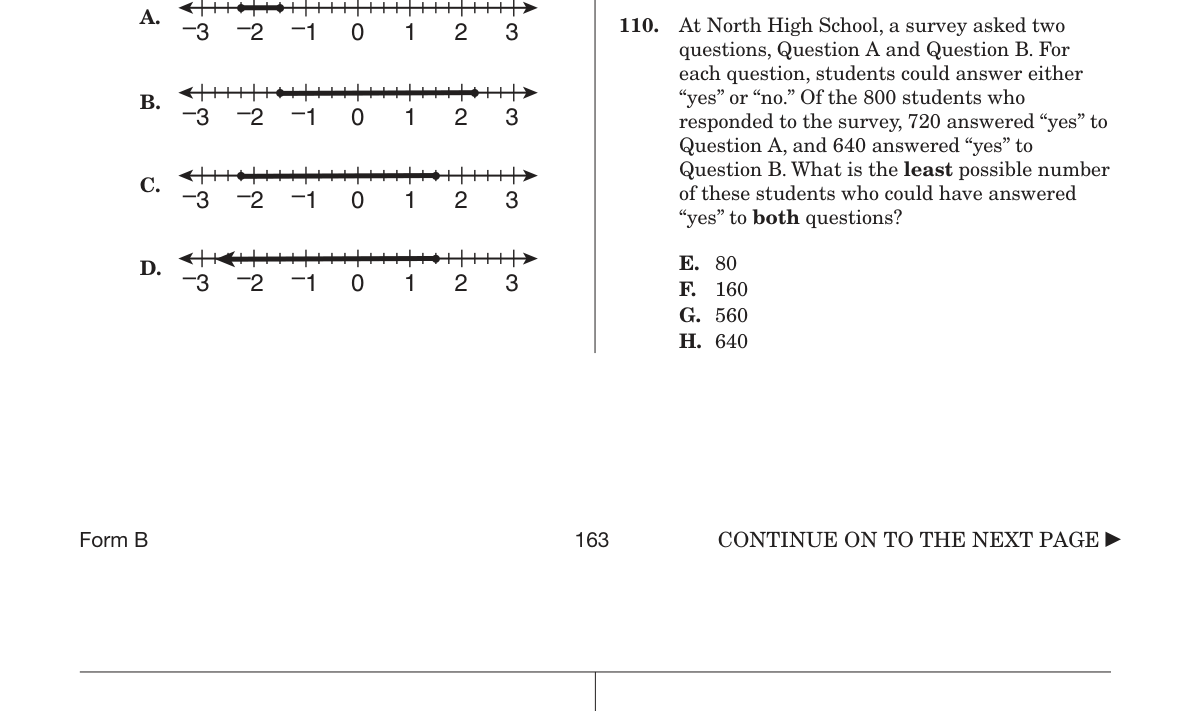 A.
–3 –2 –1 0 1 2 3
B.
–3 –2 –1 0 1 2 3
C.
–3 –2 –1 0 1 2 3
D.
–3 –2 –1 0 1 2 3
110. At North High School, a survey asked two
questions, Question A and Question B. For
each question, students could answer either
“yes” or “no.” Of the 800 students who
responded to the survey, 720 answered “yes” to
Question A, and 640 answered “yes” to
Question B. What is the least possible number
of these students who could have answered
“yes” to both questions?
E. 80
F. 160
G. 560
H. 640
Form B
163
CONTINUE ON TO THE NEXT PAGE ►